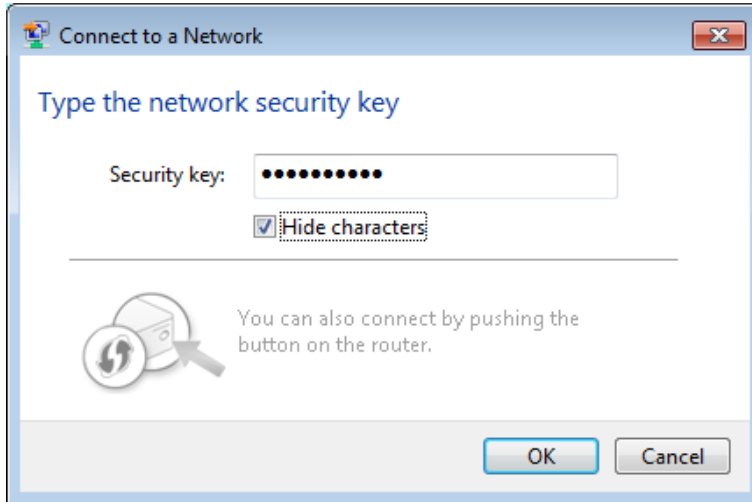 Connect to a Network
Type the network security key
Security key: ••••••••••
Hide characters
You can also connect by pushing the
button on the router.
OK Cancel